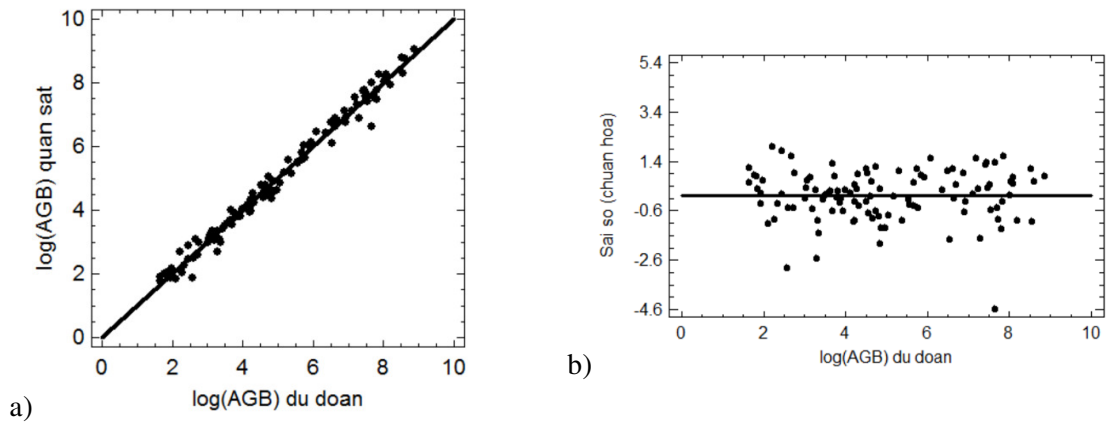 10
8
6
4
2
0
log(AGB) quan sat
0 2 4 6 8 10
log(AGB) du doan
a)
5.4
3.4
1.4
-0.6
-2.6
-4.6
Sai so (chuan hoa)
0 2 4 6 8 10
log(AGB) du doan
b)